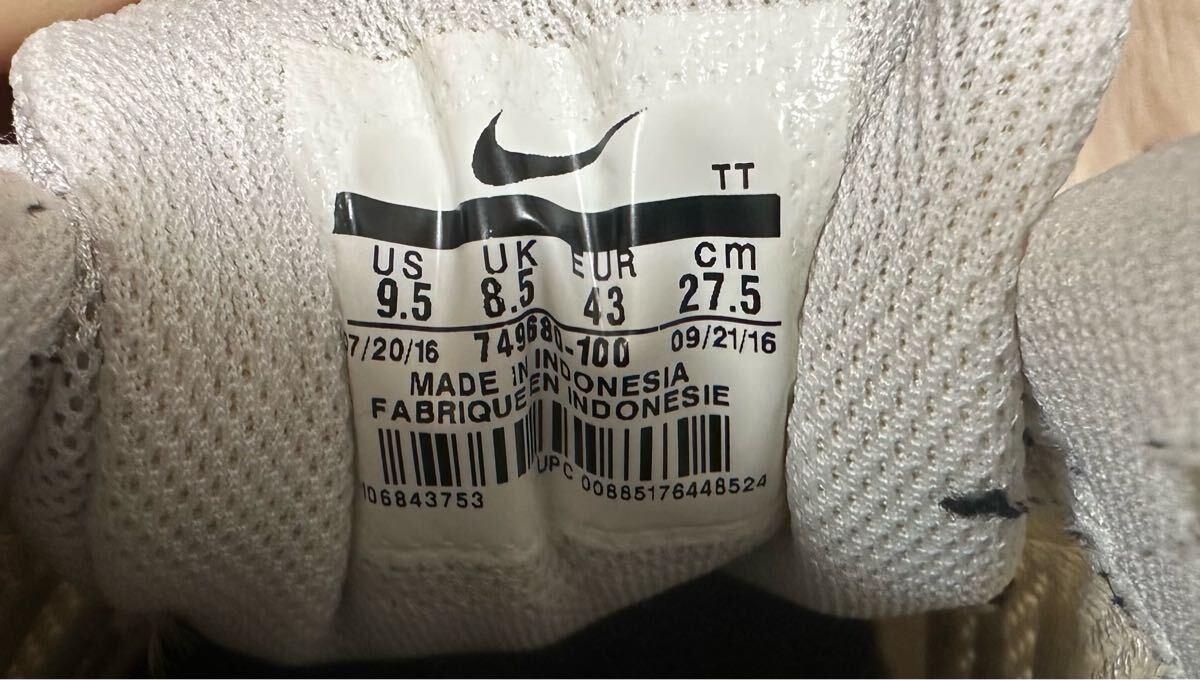 TT
US UK EUR cm
9.5 8.5 43 27.5
7/20/16 749680-100 09/21/16
MADE IN INDONESIA
FABRIQUE EN INDONESIE
UPC 00885176448524
106843753